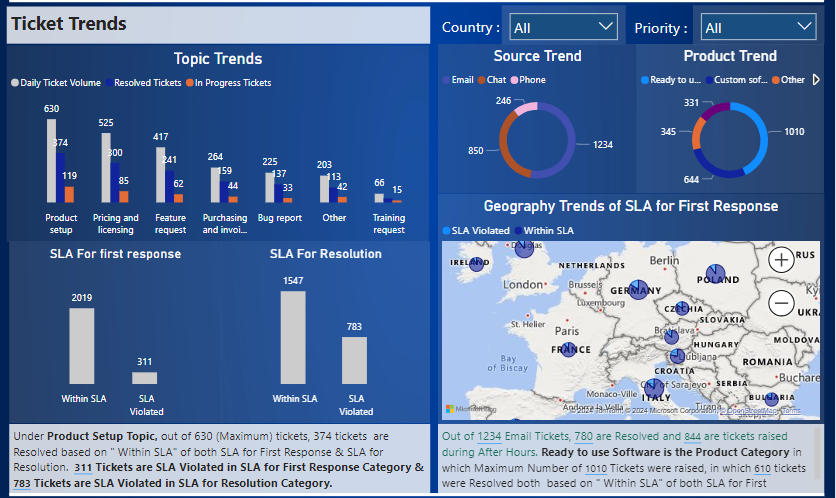 Ticket Trends
Country :
All
Priority :
All
Topic Trends
Daily Ticket Volume Resolved Tickets In Progress Tickets
630
374
119
525
300
85
417
241
62
264
159
44
225
137
33
203
113
42
66
15
Product setup
Pricing and licensing
Feature request
Purchasing and invoi...
Bug report
Other
Training request
Source Trend
Email Chat Phone
246
850
1234
Product Trend
Ready to u... Custom sof... Other
331
345
644
1010
SLA For first response
2019
311
Within SLA
SLA Violated
SLA For Resolution
1547
783
Within SLA
SLA Violated
Geography Trends of SLA for First Response
SLA Violated Within SLA
Douglas
IRELAND
NETHERLANDS
Berlin
RUS
POLAND
London
Brussels
GERMANY
Luxembourg
CZECHIA
UKR
St. Helier
Paris
SLOVAKIA
Bratislava
FRANCE
HUNGARY
MOLDOVA
Bay of Biscay
Ljubljana
ROMANIA
CROATIA
Buchare
Monaco-Ville
Sarajevo
SERBIA
ITALY
BULGARIA
Andorra la Vella
Tirana
Skopje
Microsoft Bing
© 2024 TomTom, © 2024 Microsoft Corporation, © OpenStreetMap Terms
Under Product Setup Topic, out of 630 (Maximum) tickets, 374 tickets are
Resolved based on " Within SLA" of both SLA for First Response & SLA for
Resolution. 311 Tickets are SLA Violated in SLA for First Response Category &
783 Tickets are SLA Violated in SLA for Resolution Category.
Out of 1234 Email Tickets, 780 are Resolved and 844 are tickets raised
during After Hours. Ready to use Software is the Product Category in
which Maximum Number of 1010 Tickets were raised, in which 610 tickets
were Resolved both based on " Within SLA" of both SLA for First